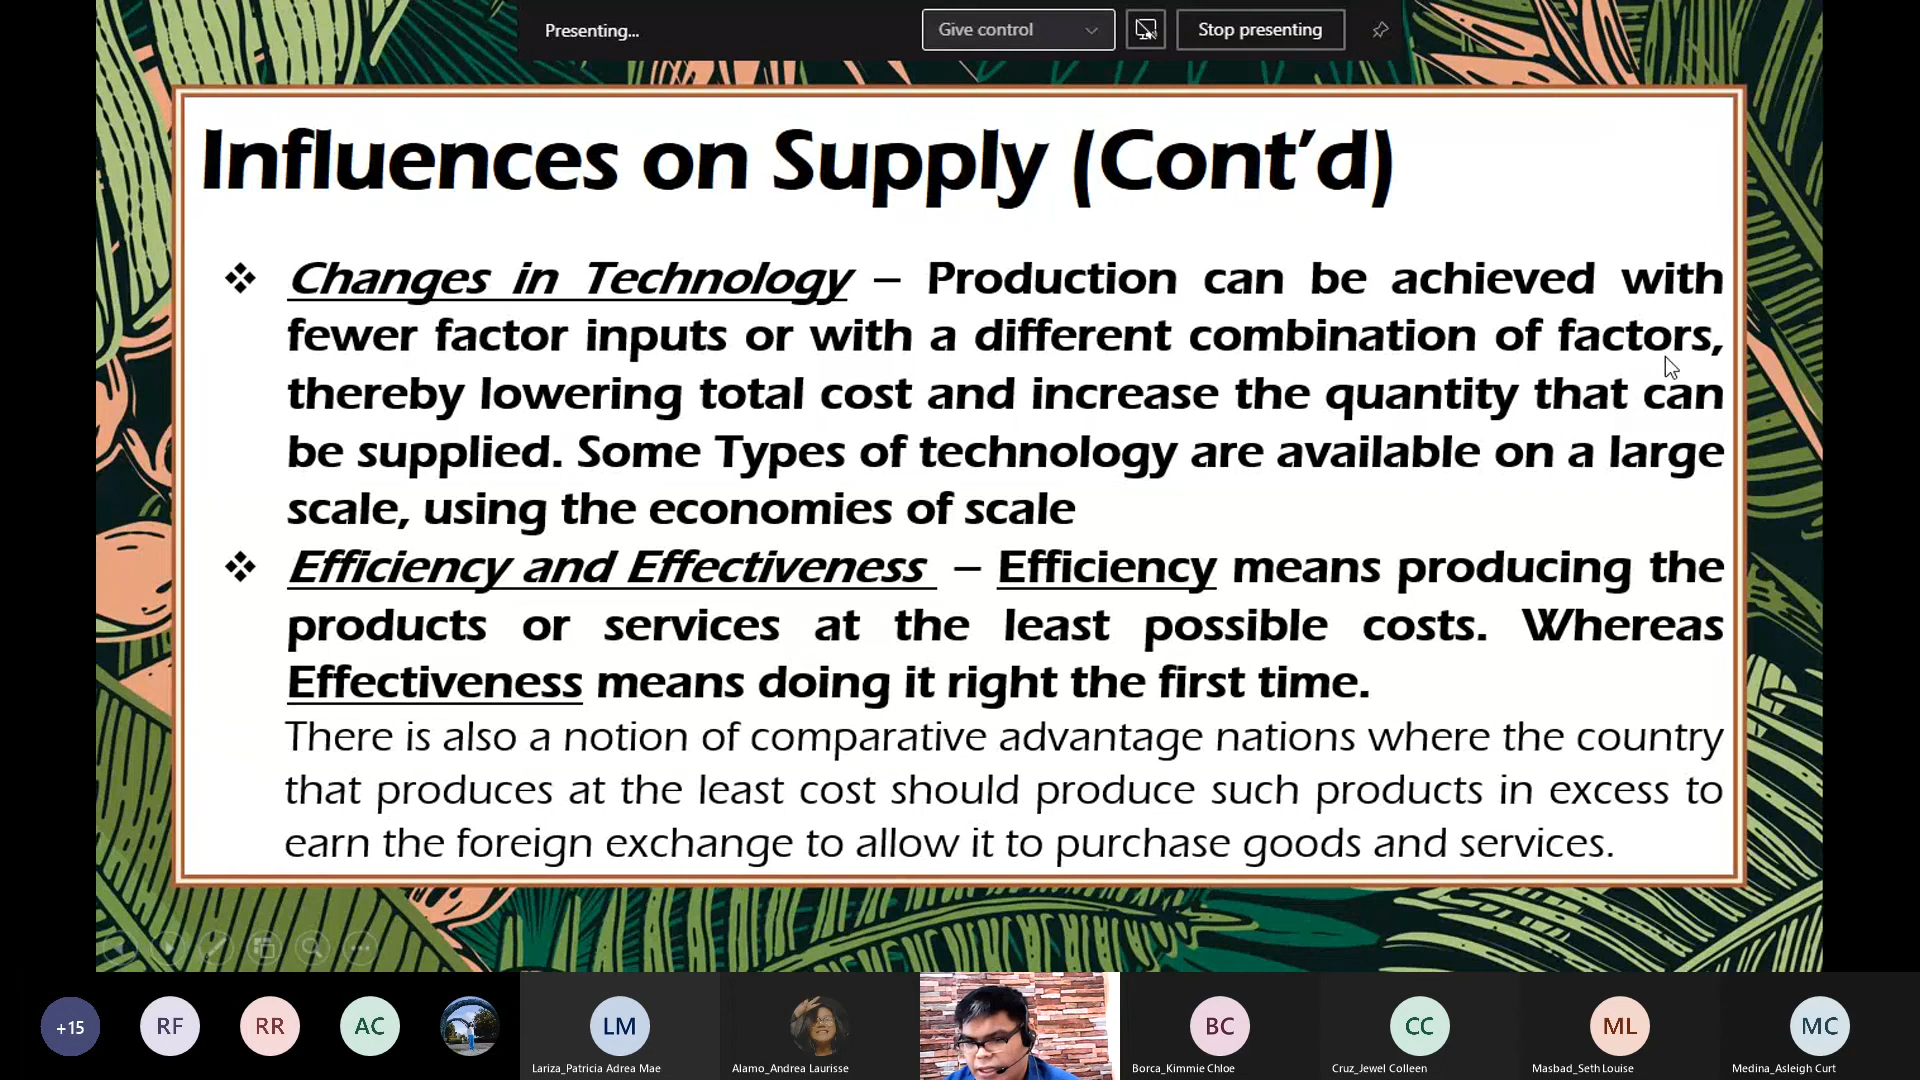 Presenting...
Give control
Stop presenting
Influences on Supply (Cont’d)
❖ Changes in Technology – Production can be achieved with
fewer factor inputs or with a different combination of factors,
thereby lowering total cost and increase the quantity that can
be supplied. Some Types of technology are available on a large
scale, using the economies of scale
❖ Efficiency and Effectiveness – Efficiency means producing the
products or services at the least possible costs. Whereas
Effectiveness means doing it right the first time.
There is also a notion of comparative advantage nations where the country
that produces at the least cost should produce such products in excess to
earn the foreign exchange to allow it to purchase goods and services.
+15
RF
RR
AC
LM
BC
CC
ML
MC
Lariza_Patricia Adrea Mae
Alamo_Andrea Laurisse
Borca_Kimmie Chloe
Cruz_Jewel Colleen
Masbad_Seth Louise
Medina_Asleigh Curt